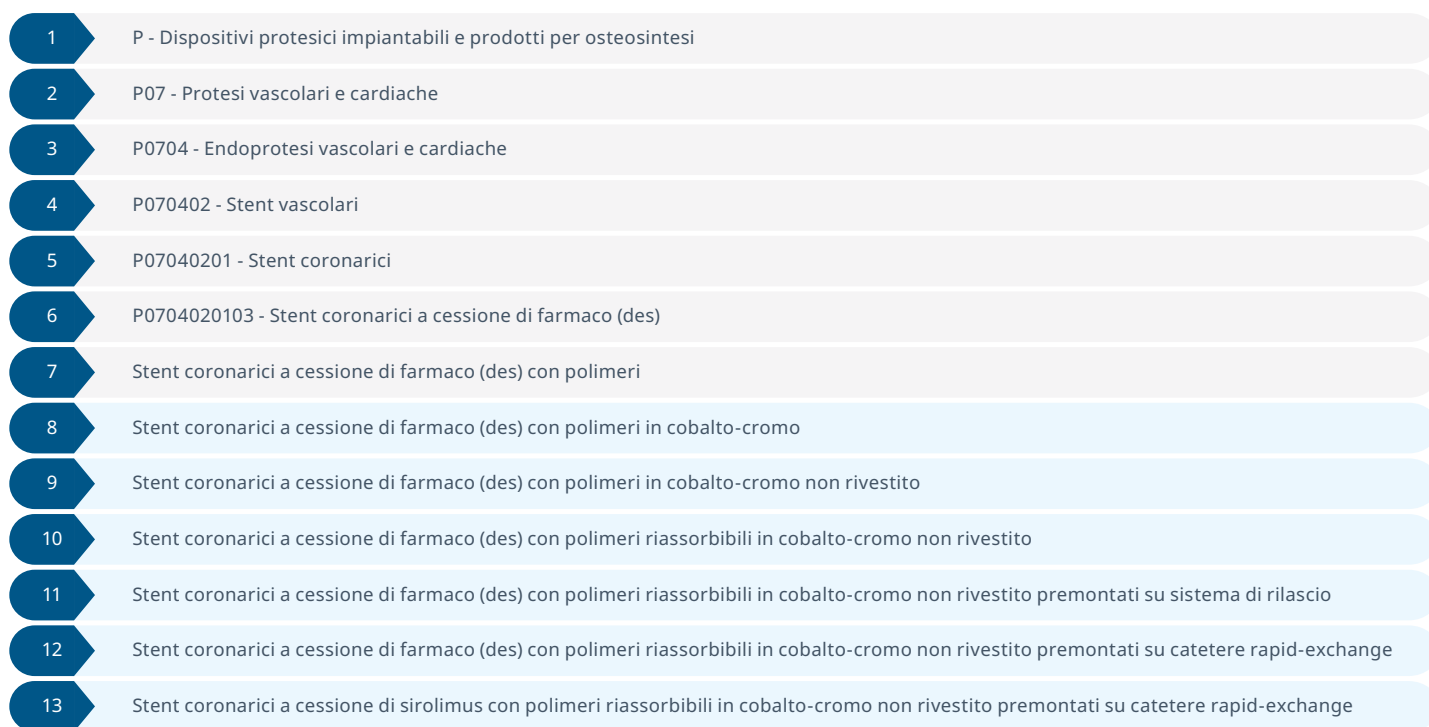 1 P - Dispositivi protesici impiantabili e prodotti per osteosintesi
2 P07 - Protesi vascolari e cardiache
3 P0704 - Endoprotesi vascolari e cardiache
4 P070402 - Stent vascolari
5 P07040201 - Stent coronarici
6 P0704020103 - Stent coronarici a cessione di farmaco (des)
7 Stent coronarici a cessione di farmaco (des) con polimeri
8 Stent coronarici a cessione di farmaco (des) con polimeri in cobalto-cromo
9 Stent coronarici a cessione di farmaco (des) con polimeri in cobalto-cromo non rivestito
10 Stent coronarici a cessione di farmaco (des) con polimeri riassorbibili in cobalto-cromo non rivestito
11 Stent coronarici a cessione di farmaco (des) con polimeri riassorbibili in cobalto-cromo non rivestito premontati su sistema di rilascio
12 Stent coronarici a cessione di farmaco (des) con polimeri riassorbibili in cobalto-cromo non rivestito premontati su catetere rapid-exchange
13 Stent coronarici a cessione di sirolimus con polimeri riassorbibili in cobalto-cromo non rivestito premontati su catetere rapid-exchange